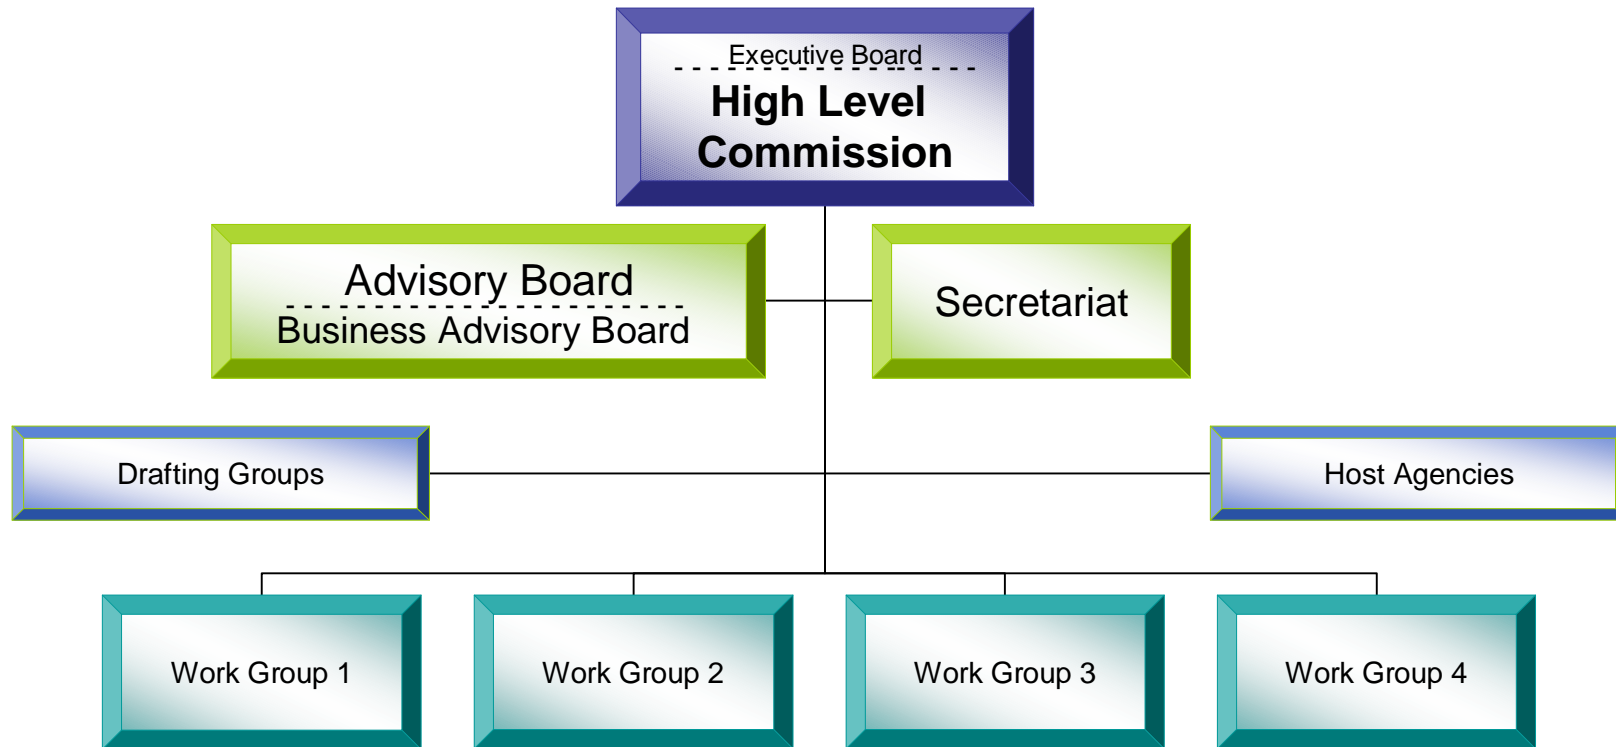 Executive Board
High Level
Commission
Advisory Board
Business Advisory Board
Secretariat
Drafting Groups
Host Agencies
Work Group 1
Work Group 2
Work Group 3
Work Group 4